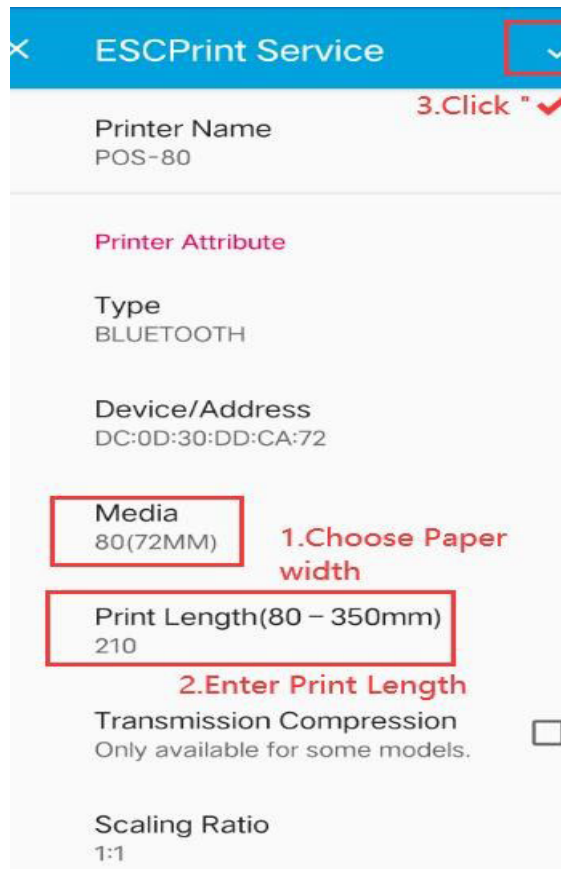 ESCPrint Service
3.Click "✔
Printer Name
POS-80
Printer Attribute
Type
BLUETOOTH
Device/Address
DC:0D:30:DD:CA:72
Media
80(72MM)
1.Choose Paper
width
Print Length(80 – 350mm)
210
2.Enter Print Length
Transmission Compression
Only available for some models.
Scaling Ratio
1:1